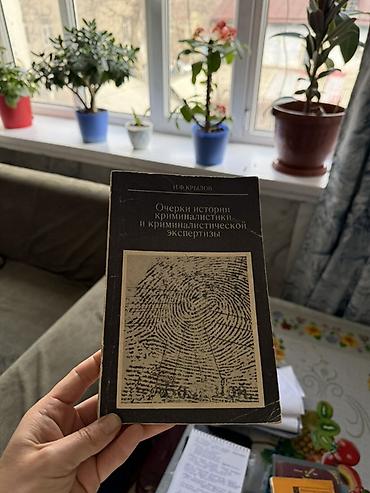 И.Ф.КРЫЛОВ
Очерки истории
криминалистики
и криминалистической
экспертизы